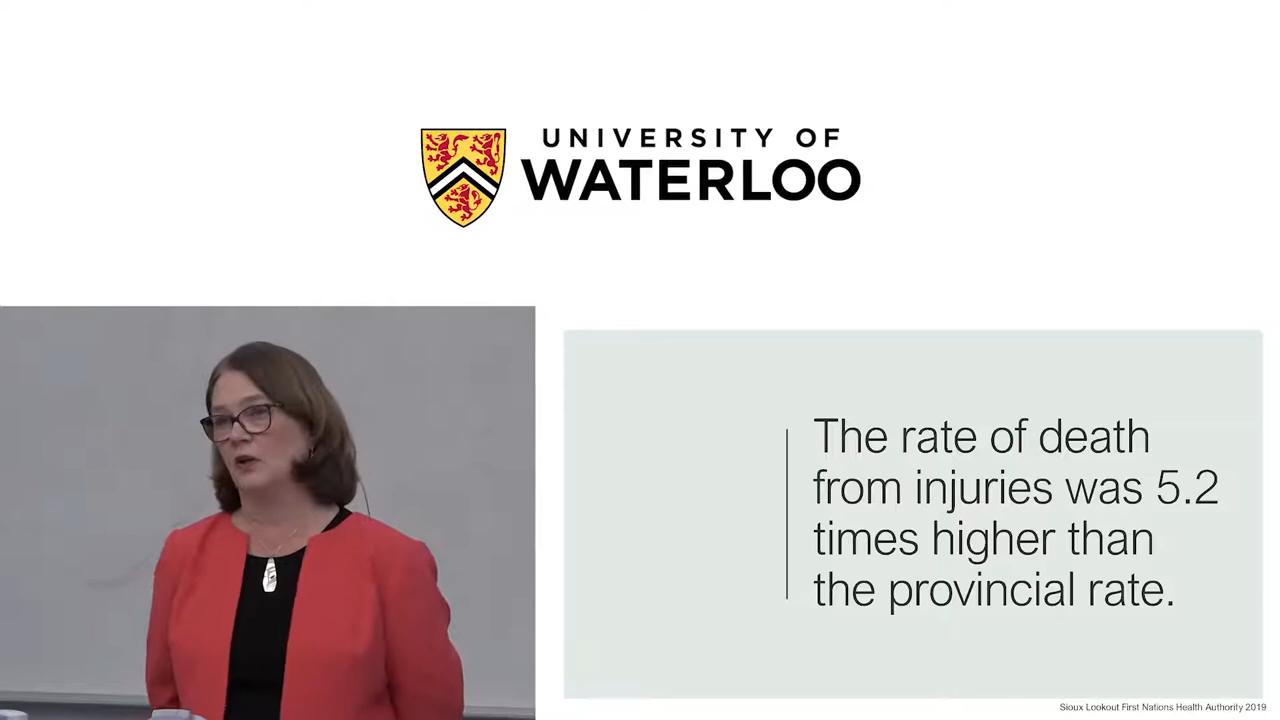 UNIVERSITY OF
WATERLOO
The rate of death
from injuries was 5.2
times higher than
the provincial rate.
Sioux Lookout First Nations Health Authority 2019